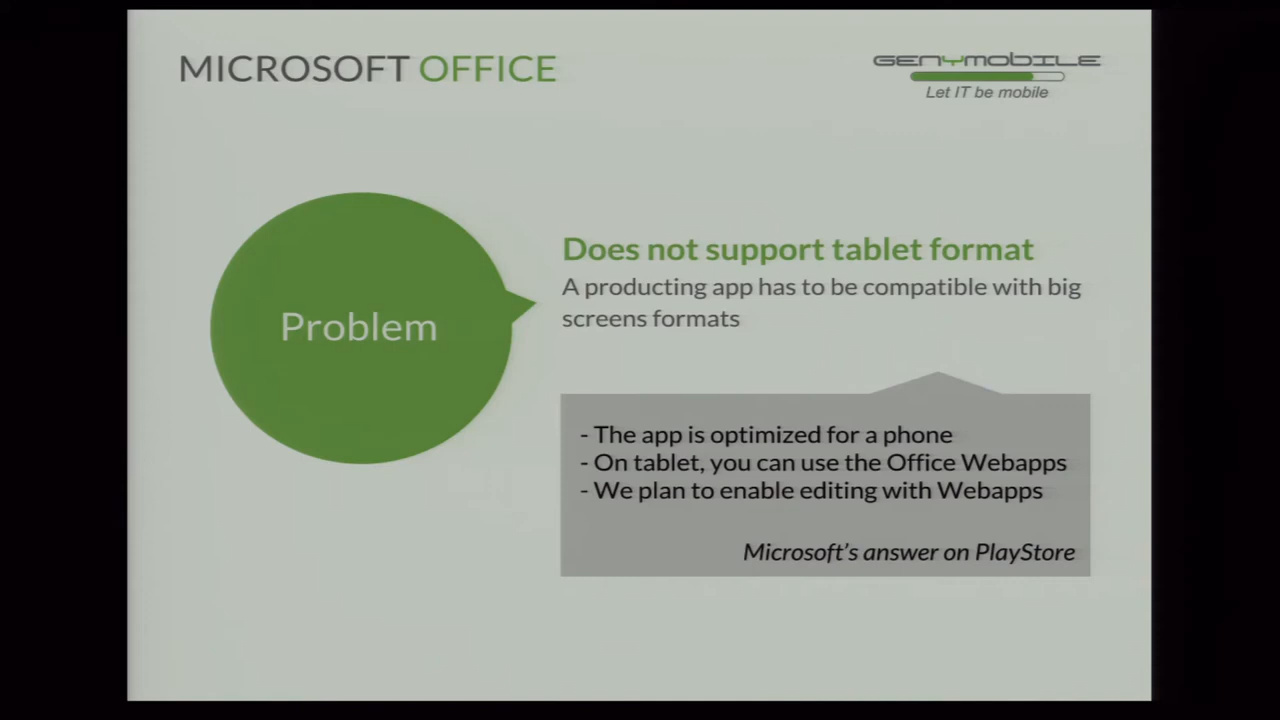 MICROSOFT OFFICE
GENYMOBILE
Let IT be mobile
Problem
Does not support tablet format
A producting app has to be compatible with big
screens formats
- The app is optimized for a phone
- On tablet, you can use the Office Webapps
- We plan to enable editing with Webapps
Microsoft's answer on PlayStore